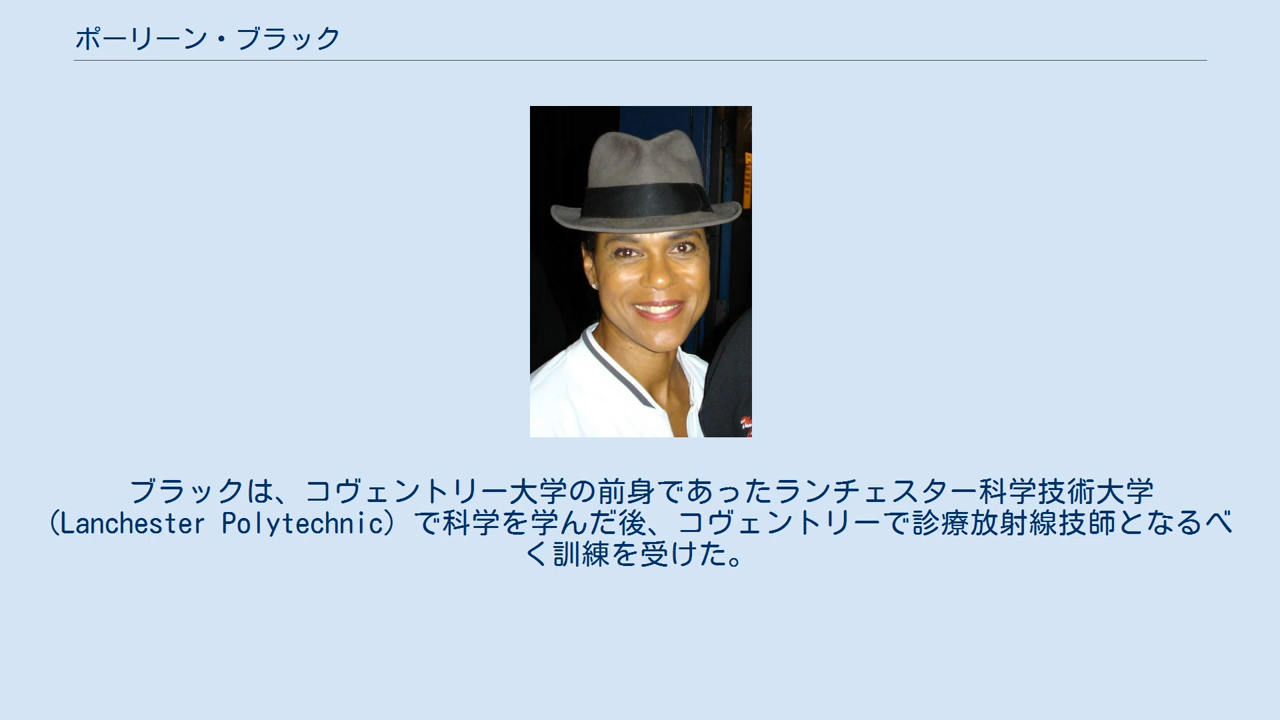 ポーリーン・ブラック
ブラックは、コヴェントリー大学の前身であったランチェスター科学技術大学
（Lanchester Polytechnic）で科学を学んだ後、コヴェントリーで診療放射線技師となるべ
く訓練を受けた。